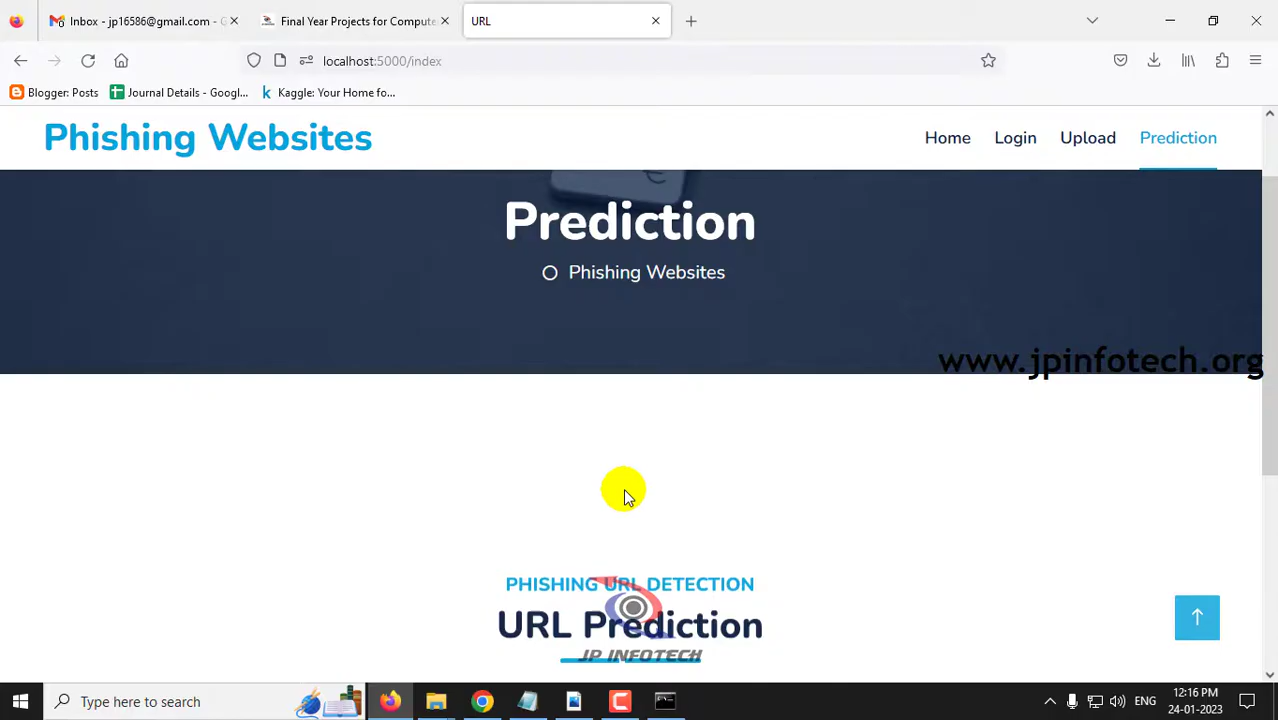 Inbox - jp16586@gmail.com - G
Final Year Projects for Compute
URL
localhost:5000/index
Blogger: Posts
Journal Details - Googl...
Kaggle: Your Home fo...
Phishing Websites
Home
Login
Upload
Prediction
Prediction
Phishing Websites
www.jpinfotech.org
PHISHING URL DETECTION
URL Prediction
JP INFOTECH
Type here to search
ENG
12:16 PM
24-01-2023